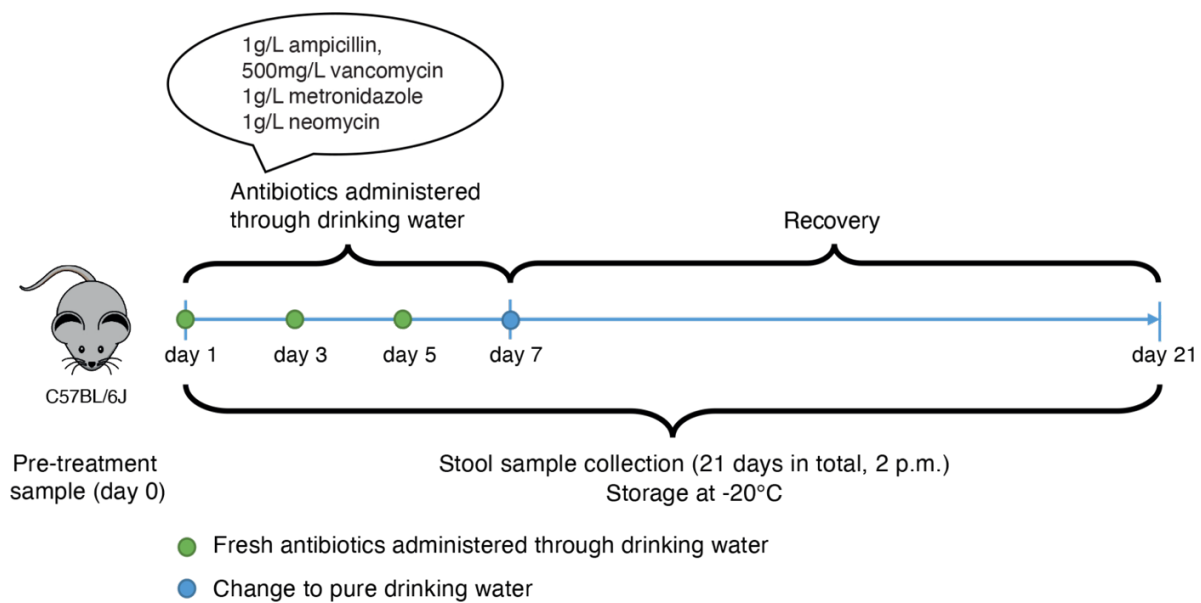 1g/L ampicillin,
500mg/L vancomycin
1g/L metronidazole
1g/L neomycin
Antibiotics administered
through drinking water
Recovery
day 1
day 3
day 5
day 7
day 21
C57BL/6J
Pre-treatment
sample (day 0)
Stool sample collection (21 days in total, 2 p.m.)
Storage at -20°C
Fresh antibiotics administered through drinking water
Change to pure drinking water